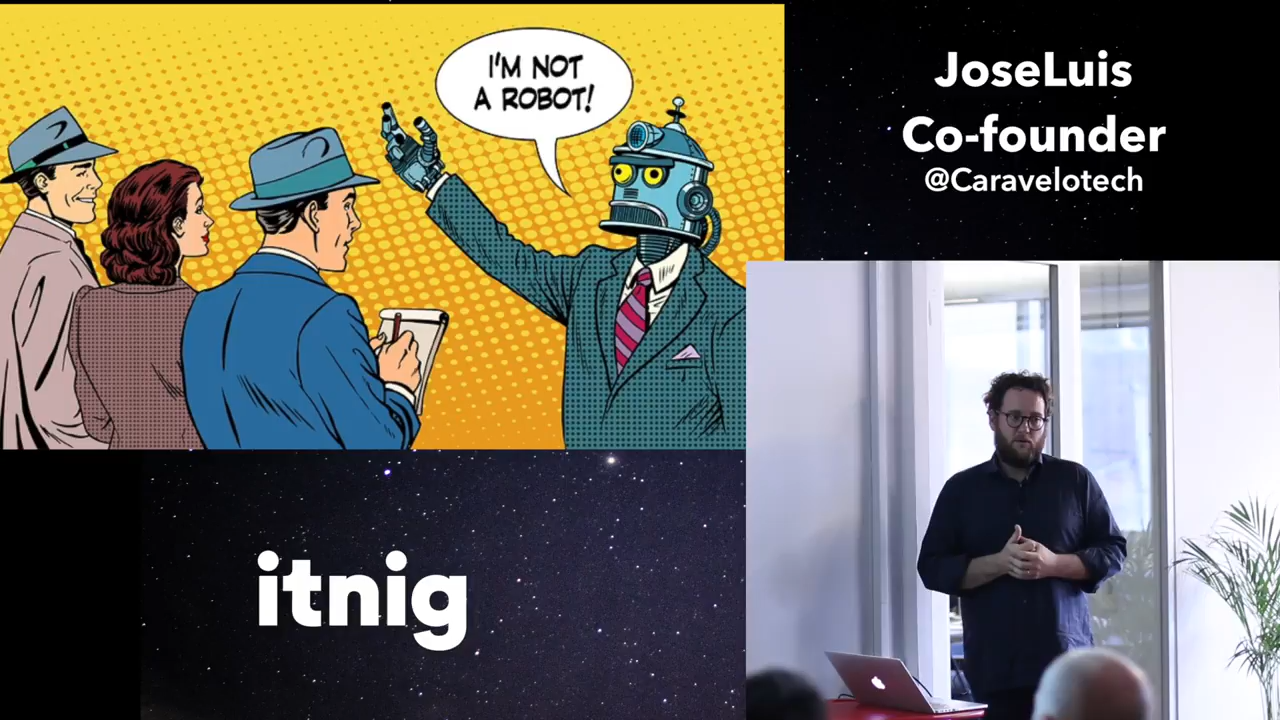 I'M NOT
A ROBOT!
JoseLuis
Co-founder
@Caravelotech
itnig